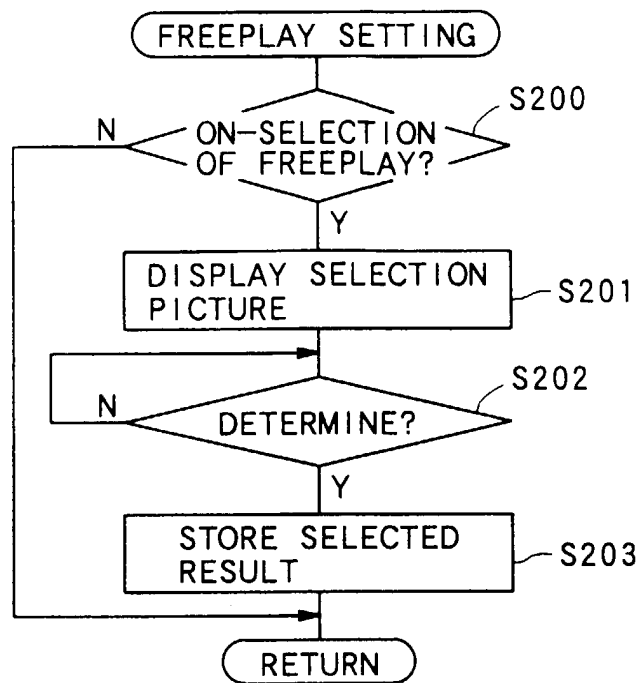 FREEPLAY SETTING
S200
N
ON-SELECTION
OF FREEPLAY?
Y
DISPLAY SELECTION
PICTURE
S201
S202
N
DETERMINE?
Y
STORE SELECTED
RESULT
S203
RETURN